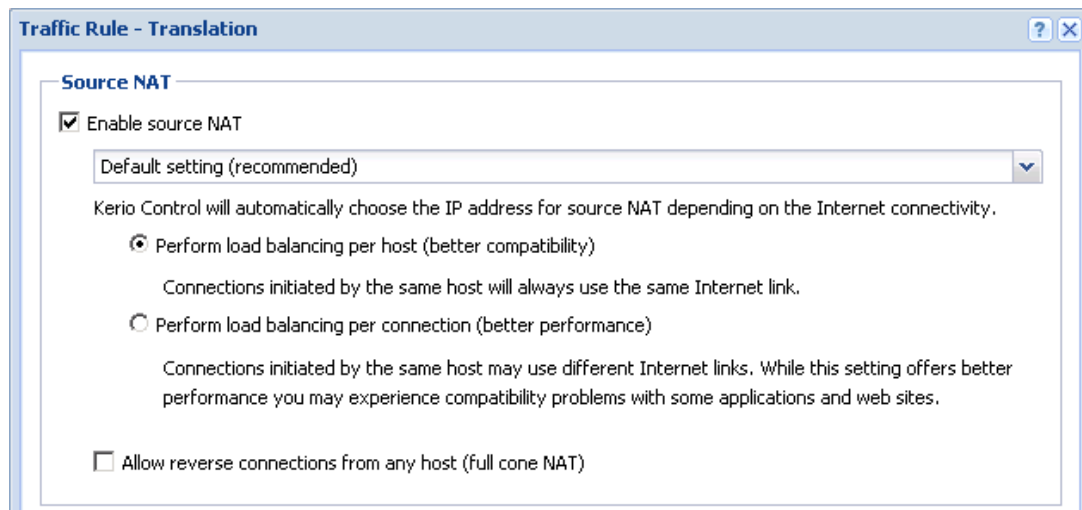 Traffic Rule - Translation
?
Source NAT
Enable source NAT
Default setting (recommended)
Kerio Control will automatically choose the IP address for source NAT depending on the Internet connectivity.
Perform load balancing per host (better compatibility)
Connections initiated by the same host will always use the same Internet link.
Perform load balancing per connection (better performance)
Connections initiated by the same host may use different Internet links. While this setting offers better
performance you may experience compatibility problems with some applications and web sites.
Allow reverse connections from any host (full cone NAT)